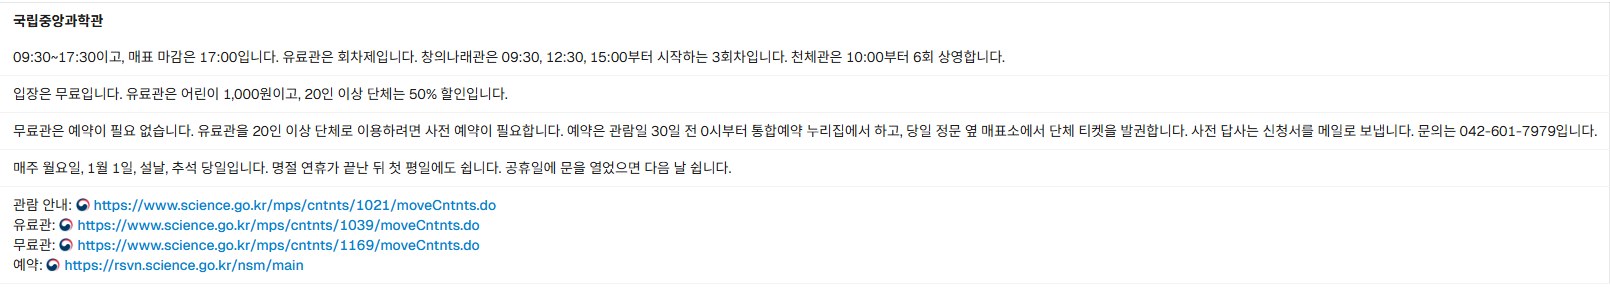 국립중앙과학관
09:30~17:30이고, 매표 마감은 17:00입니다. 유료관은 회차제입니다. 창의나래관은 09:30, 12:30, 15:00부터 시작하는 3회차입니다. 천체관은 10:00부터 6회 상영합니다.
입장은 무료입니다. 유료관은 어린이 1,000원이고, 20인 이상 단체는 50% 할인입니다.
무료관은 예약이 필요 없습니다. 유료관을 20인 이상 단체로 이용하려면 사전 예약이 필요합니다. 예약은 관람일 30일 전 0시부터 통합예약 누리집에서 하고, 당일 정문 옆 매표소에서 단체 티켓을 발권합니다. 사전 답사는 신청서를 메일로 보냅니다. 문의는 042-601-7979입니다.
매주 월요일, 1월 1일, 설날, 추석 당일입니다. 명절 연휴가 끝난 뒤 첫 평일에도 쉽니다. 공휴일에 문을 열었으면 다음 날 쉽니다.
관람 안내: https://www.science.go.kr/mps/cntnts/1021/moveCntnts.do
유료관: https://www.science.go.kr/mps/cntnts/1039/moveCntnts.do
무료관: https://www.science.go.kr/mps/cntnts/1169/moveCntnts.do
예약: https://rsvn.science.go.kr/nsm/main